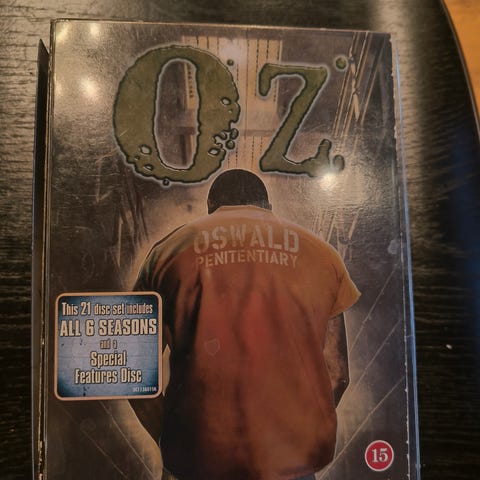 OZ
OSWALD
PENITENTIARY
This 21 disc set includes
ALL 6 SEASONS
and a
Special
Features Disc
15